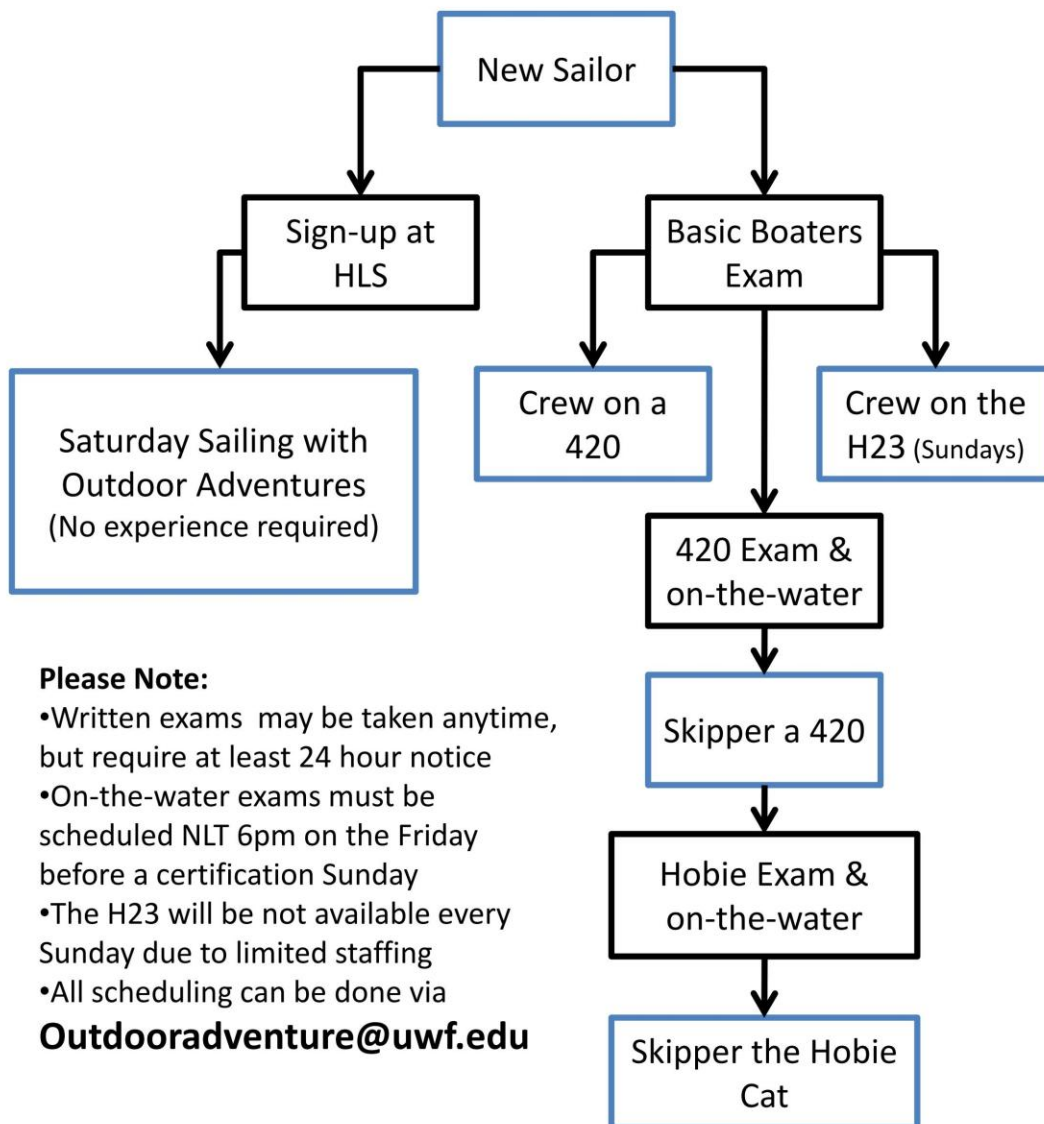 New Sailor
Sign-up at
HLS
Basic Boaters
Exam
Saturday Sailing with
Outdoor Adventures
(No experience required)
Crew on a
420
Crew on the
H23 (Sundays)
420 Exam &
on-the-water
Skipper a 420
Hobie Exam &
on-the-water
Skipper the Hobie
Cat
Please Note:
•Written exams may be taken anytime,
but require at least 24 hour notice
•On-the-water exams must be
scheduled NLT 6pm on the Friday
before a certification Sunday
•The H23 will be not available every
Sunday due to limited staffing
•All scheduling can be done via
Outdooradventure@uwf.edu